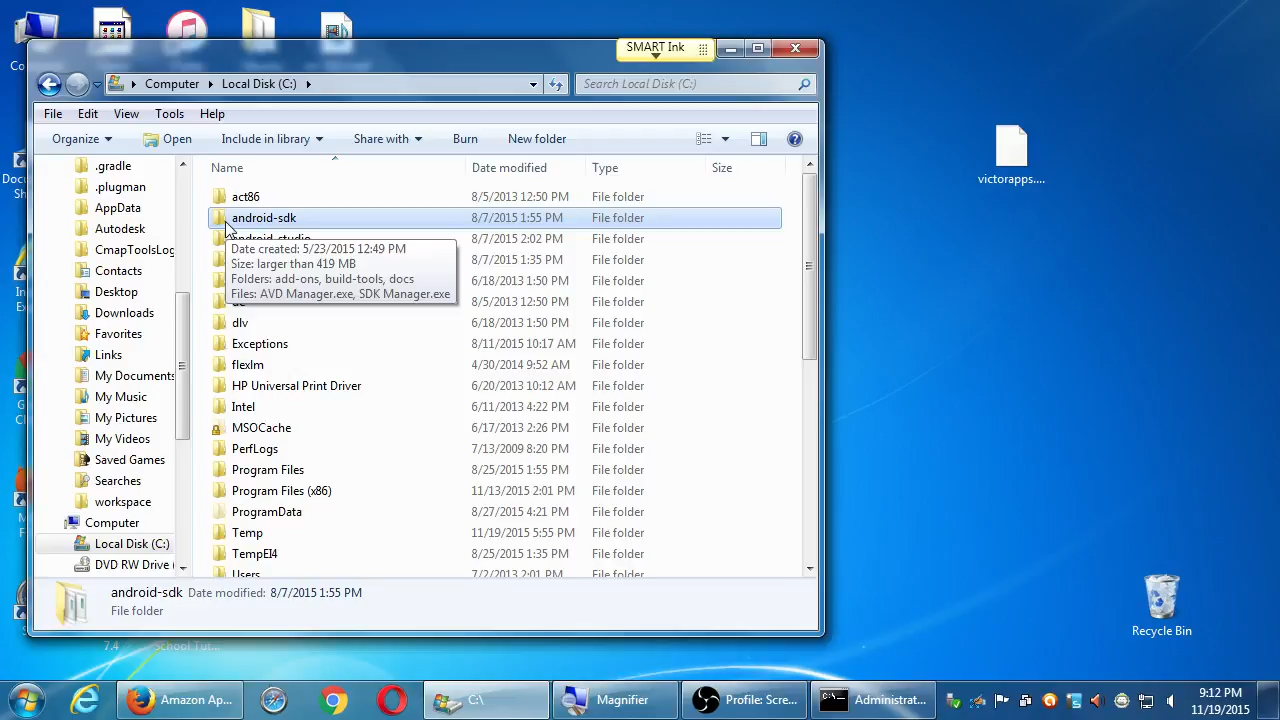 Co
SMART Ink
Computer
Local Disk (C:)
Search Local Disk (C:)
File Edit View Tools Help
Organize Open Include in library Share with Burn New folder
Name Date modified Type Size
.gradle
.plugman
AppData
Autodesk
CmapToolsLog
Contacts
Desktop
Downloads
Favorites
Links
My Documents
My Music
My Pictures
My Videos
Saved Games
Searches
workspace
Computer
Local Disk (C:)
DVD RW Drive (
act86 8/5/2013 12:50 PM File folder
android-sdk 8/7/2015 1:55 PM File folder
android-studio 8/7/2015 2:02 PM File folder
8/7/2015 1:35 PM File folder
6/18/2013 1:50 PM File folder
8/5/2013 12:50 PM File folder
dlv 6/18/2013 1:50 PM File folder
Exceptions 8/11/2015 10:17 AM File folder
flexlm 4/30/2014 9:52 AM File folder
HP Universal Print Driver 6/20/2013 10:12 AM File folder
Intel 6/11/2013 4:22 PM File folder
MSOCache 6/17/2013 2:26 PM File folder
PerfLogs 7/13/2009 8:20 PM File folder
Program Files 8/25/2015 1:55 PM File folder
Program Files (x86) 11/13/2015 2:01 PM File folder
ProgramData 8/27/2015 4:21 PM File folder
Temp 11/19/2015 5:55 PM File folder
TempEI4 8/25/2015 1:35 PM File folder
Users 7/2/2013 2:01 PM File folder
Date created: 5/23/2015 12:49 PM
Size: larger than 419 MB
Folders: add-ons, build-tools, docs
Files: AVD Manager.exe, SDK Manager.exe
android-sdk Date modified: 8/7/2015 1:55 PM
File folder
7.4 School Tut...
victorapps....
Recycle Bin
Amazon Ap...
C:\
Magnifier
Profile: Scre...
Administrat...
9:12 PM
11/19/2015